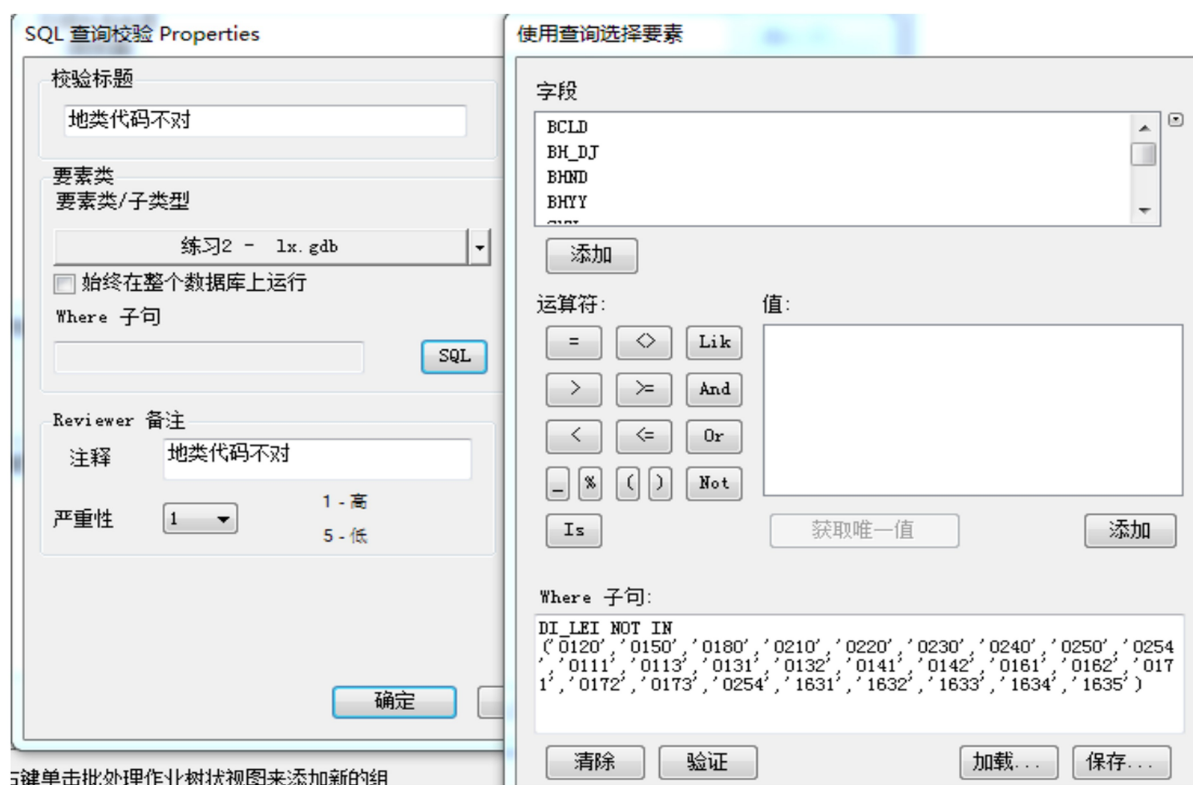 SQL 查询校验 Properties
校验标题
地类代码不对
要素类
要素类/子类型
练习2 - lx.gdb
始终在整个数据库上运行
Where 子句
SQL
Reviewer 备注
注释
地类代码不对
严重性
1
1 - 高
5 - 低
确定
右键单击批处理作业树状视图来添加新的组
使用查询选择要素
字段
BCLD
BH_DJ
BHND
BHYY
添加
运算符:
值:
= <> Lik
> >= And
< <= Or
_ % ( ) Not
Is
获取唯一值
添加
Where 子句:
DI_LEI NOT IN
('0120','0150','0180','0210','0220','0230','0240','0250','0254
','0111','0113','0131','0132','0141','0142','0161','0162','017
1','0172','0173','0254','1631','1632','1633','1634','1635')
清除
验证
加载...
保存...